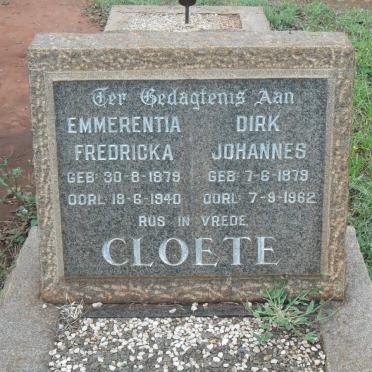 Ter Gedagtenis Aan
EMMERENTIA DIRK
FREDRICKA JOHANNES
GEB 30-8-1879 GEB: 7-6-1879
OORL 18-6-1940 OORL 7-9-1962
RUS IN VREDE
CLOETE